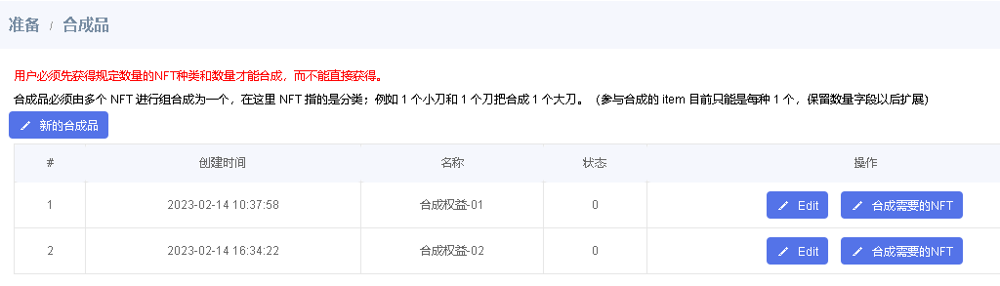 准备 / 合成品
用户必须先获得规定数量的NFT种类和数量才能合成，而不能直接获得。
合成品必须由多个 NFT 进行组合成为一个，在这里 NFT 指的是分类；例如 1 个小刃和 1 个刃把合成 1 个大刃。（参与合成的 item 目前只能是每种 1 个，保留数量字段以后扩展）
新的合成品
# 创建时间 名称 状态 操作
1 2023-02-14 10:37:58 合成权益-01 0 Edit 合成需要的NFT
2 2023-02-14 16:34:22 合成权益-02 0 Edit 合成需要的NFT